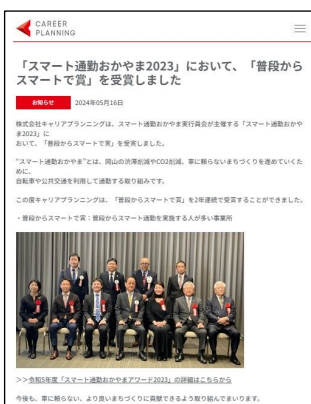 CAREER
PLANNING
「スマート通勤おかやま2023」において、「普段から
スマートで賞」を受賞しました
お知らせ
2024年05月16日
株式会社キャリアプランニングは、スマート通勤おかやま実行員会が主催する「スマート通勤おかや
ま2023」に
おいて、「普段からスマートで賞」を受賞しました。
“スマート通勤おかやま”とは、岡山の渋滞削減やCO2削減、車に頼らないまちづくりを進めていくた
めに、
自転車や公共交通を利用して通勤する取り組みです。
この度キャリアプランニングは、「普段からスマートで賞」を2年連続で受賞することができました。
・普段からスマートで賞：普段からスマート通勤を実施する人が多い事業所
>>令和5年度「スマート通勤おかやまアワード2023」の詳細はこちらから
今後も、車に頼らない、より良いまちづくりに貢献できるよう取り組んでまいります。